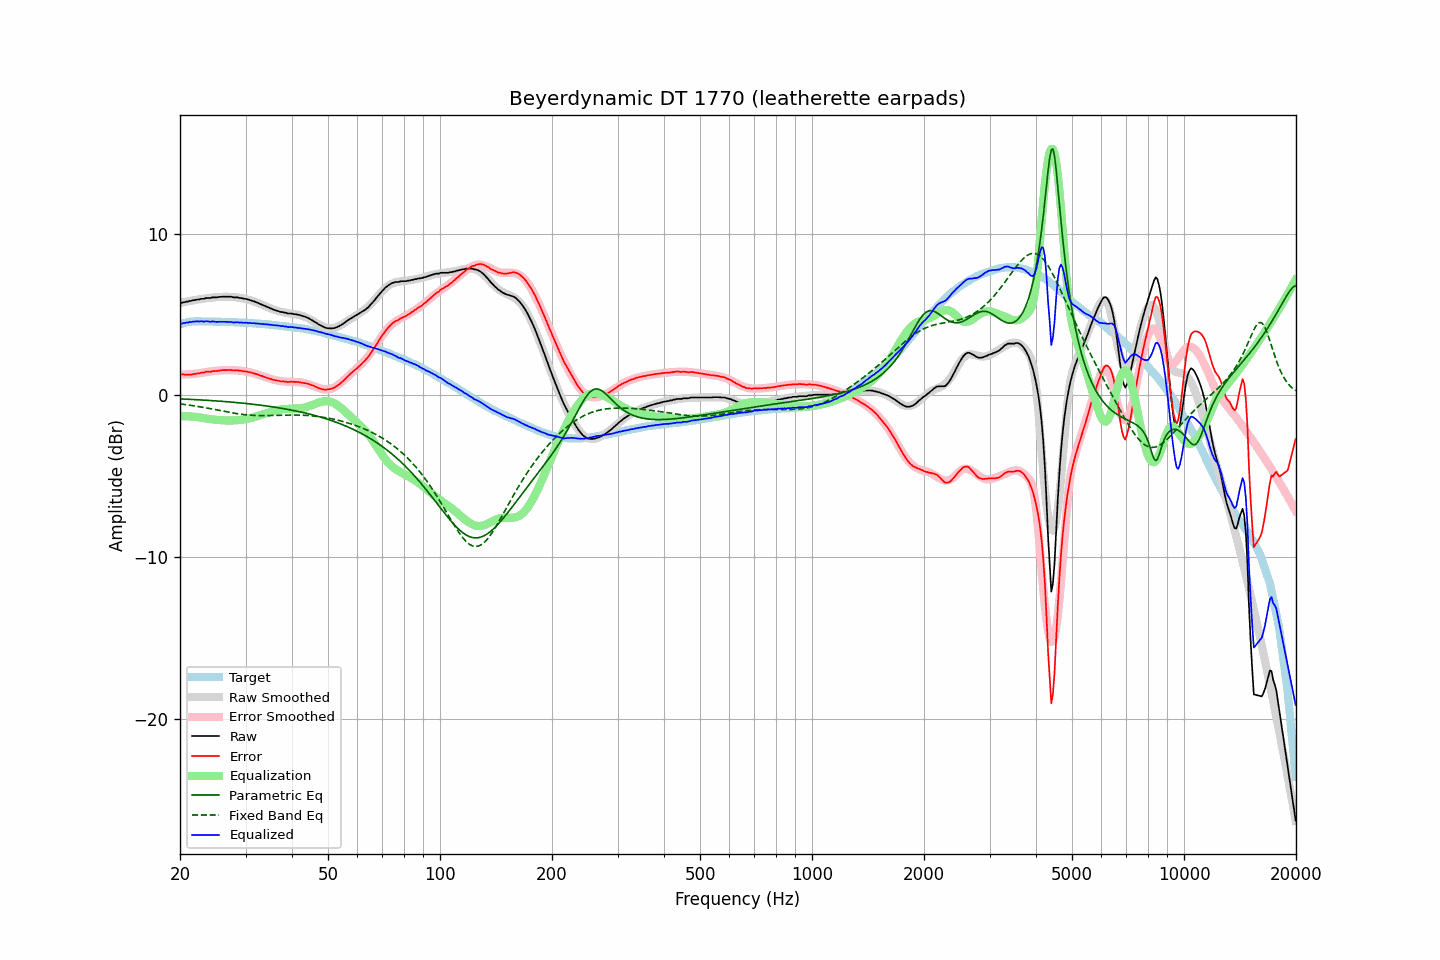 Beyerdynamic DT 1770 (leatherette earpads)
Amplitude (dBr)
10
0
−10
−20
Target
Raw Smoothed
Error Smoothed
Raw
Error
Equalization
Parametric Eq
Fixed Band Eq
Equalized
20 50 100 200 500 1000 2000 5000 10000 20000
Frequency (Hz)